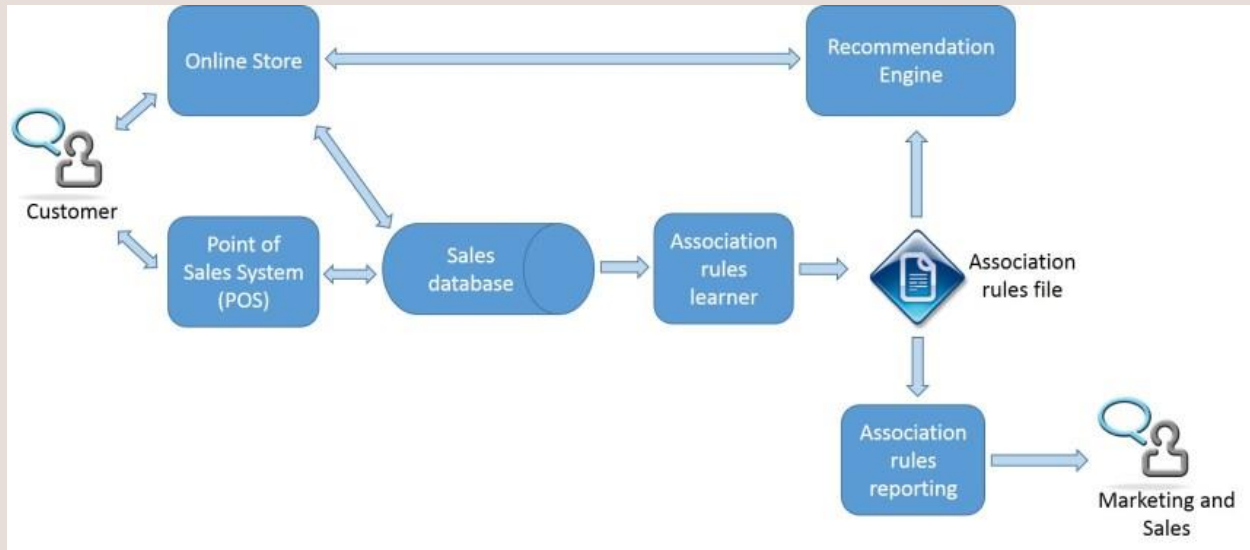 Online Store
Recommendation
Engine
Customer
Point of
Sales System
(POS)
Sales
database
Association
rules
learner
Association
rules file
Association
rules
reporting
Marketing and
Sales